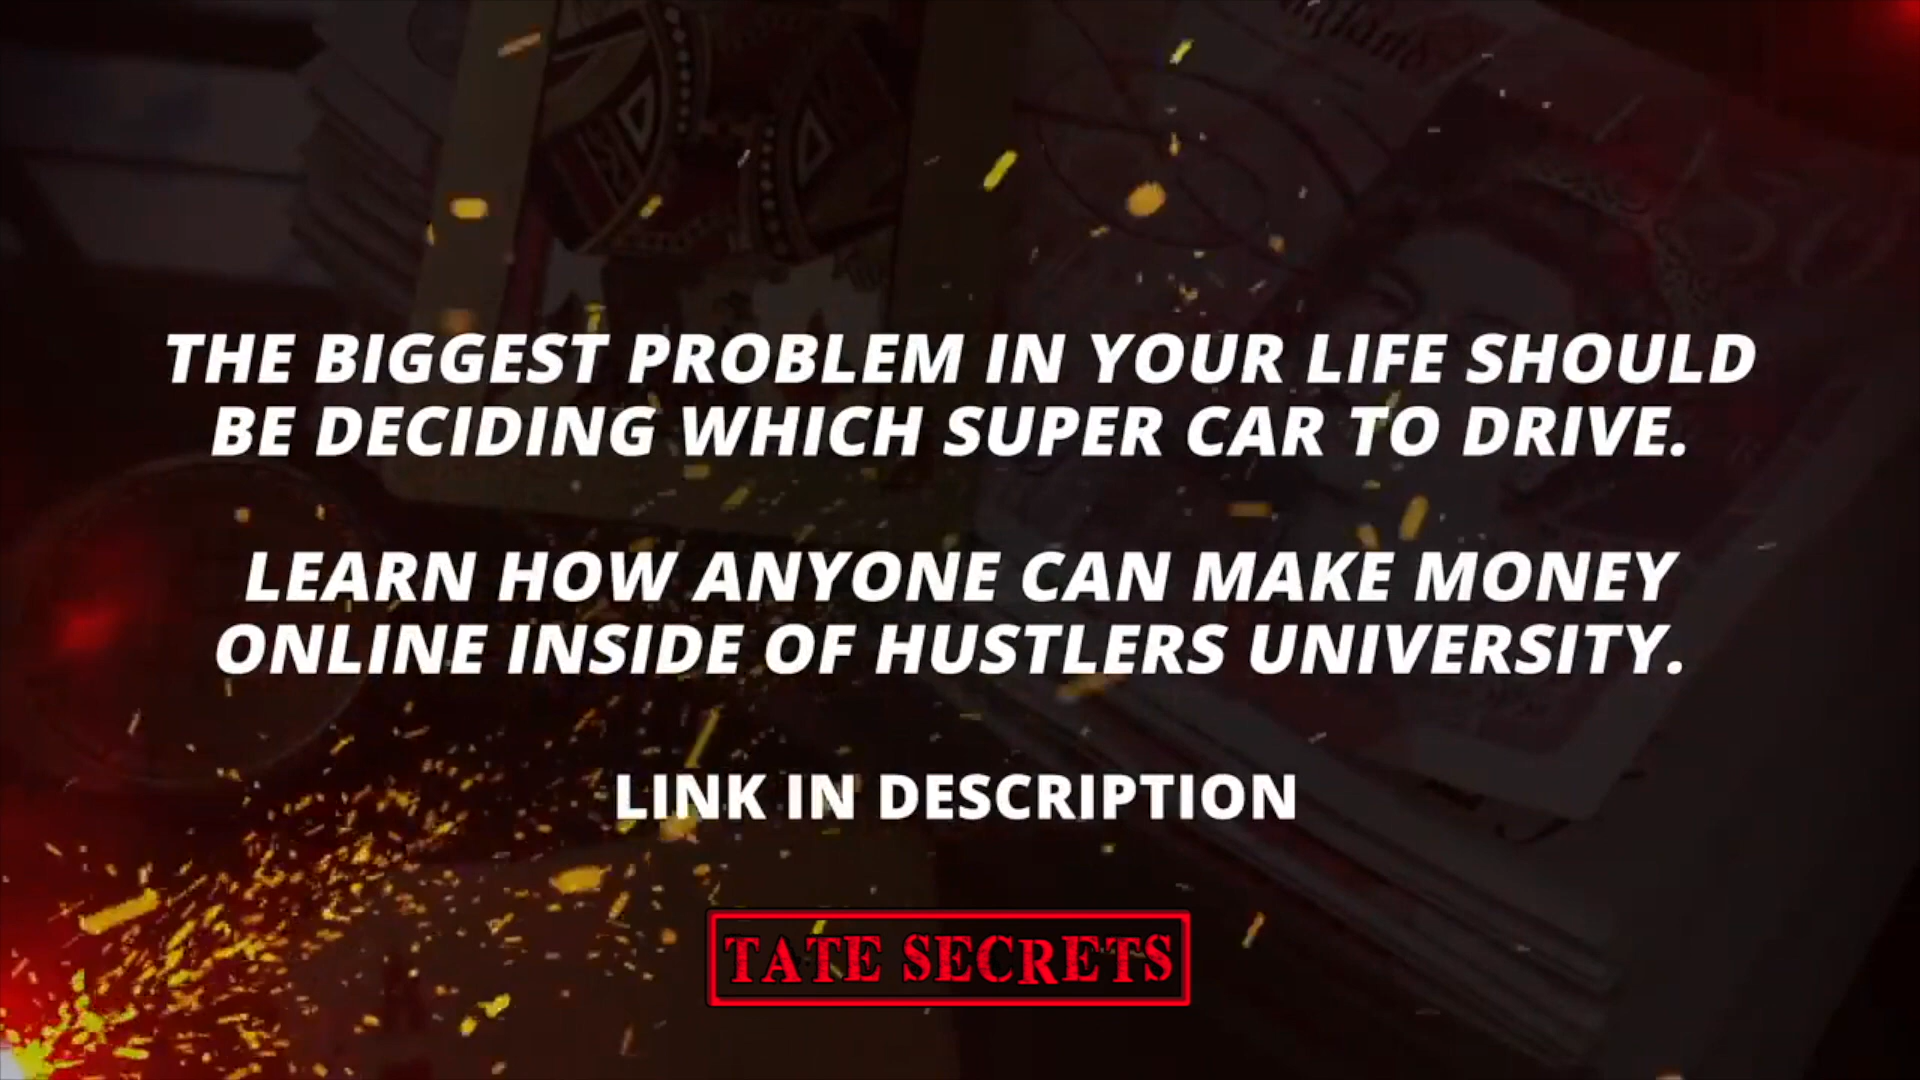 THE BIGGEST PROBLEM IN YOUR LIFE SHOULD
BE DECIDING WHICH SUPER CAR TO DRIVE.
LEARN HOW ANYONE CAN MAKE MONEY
ONLINE INSIDE OF HUSTLERS UNIVERSITY.
LINK IN DESCRIPTION
TATE SECRETS